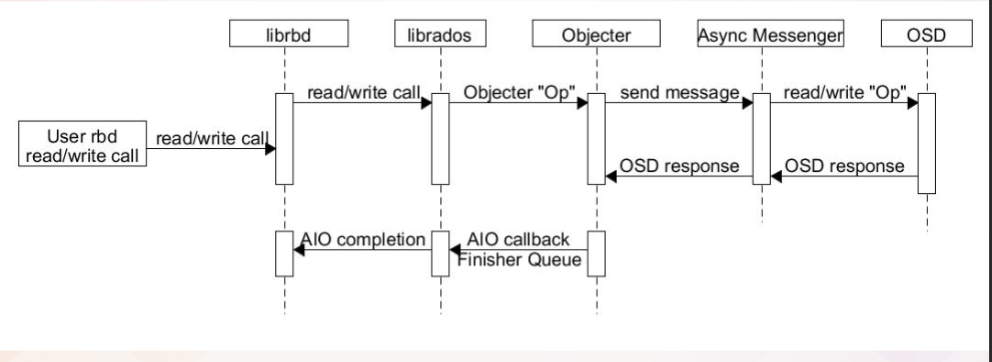 librbd
librados
Objecter
Async Messenger
OSD
read/write call
Objecter "Op"
send message
read/write "Op"
User rbd
read/write call
read/write call
OSD response
OSD response
AIO completion
AIO callback
Finisher Queue